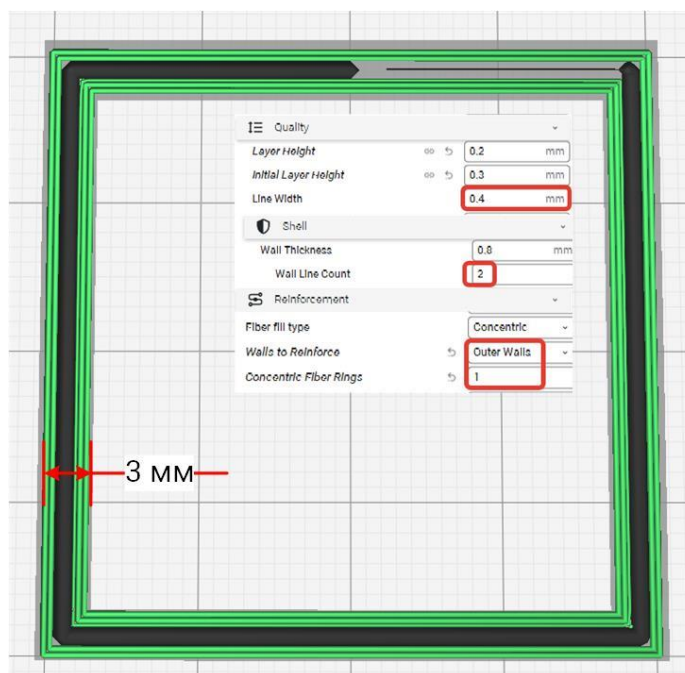 Quality
Layer Height 0.2 mm
Initial Layer Height 0.3 mm
Line Width 0.4 mm
Shell
Wall Thickness 0.8 mm
Wall Line Count 2
Reinforcement
Fiber fill type Concentric
Walls to Reinforce Outer Walls
Concentric Fiber Rings 1
3 мм